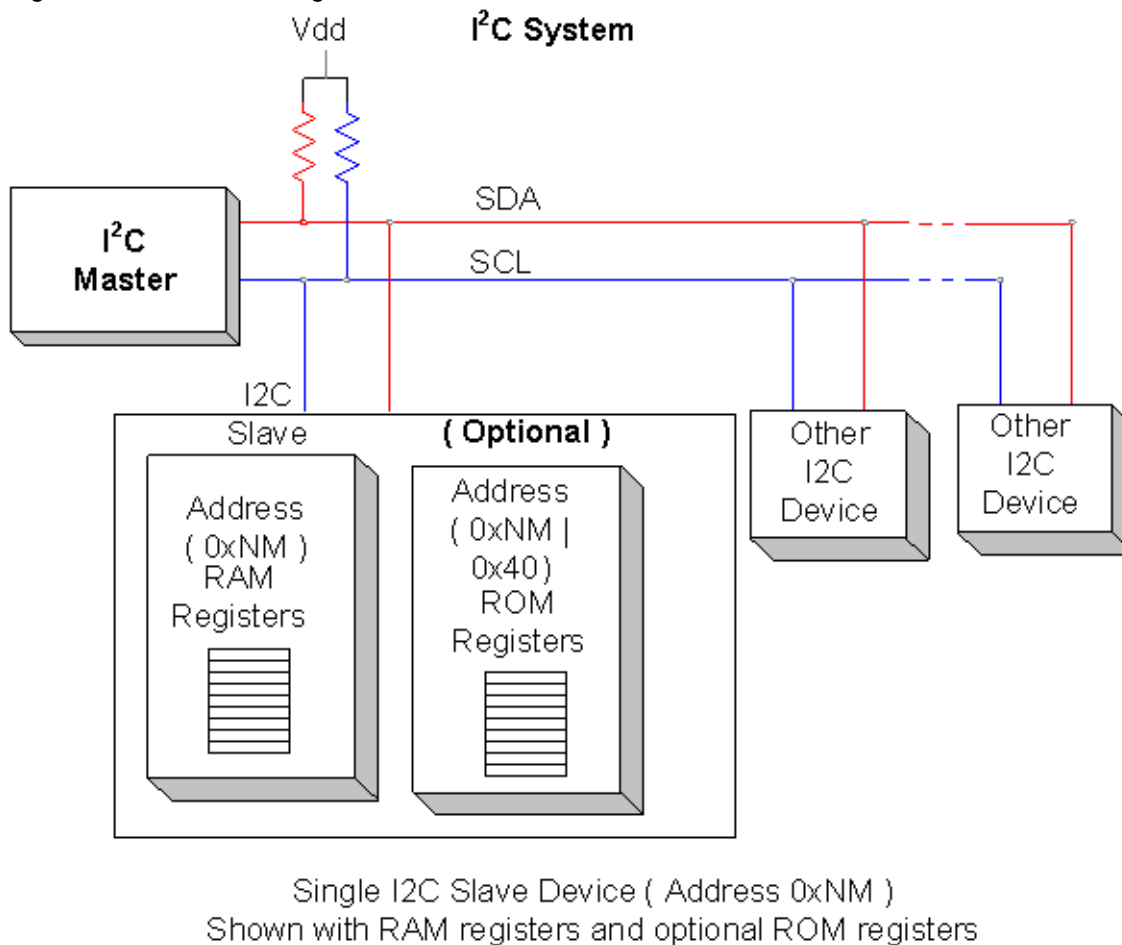 Vdd
I²C System
I²C
Master
SDA
SCL
I2C
Slave
( Optional )
Address
( 0xNM )
RAM
Registers
Address
( 0xNM |
0x40)
ROM
Registers
Other
I2C
Device
Other
I2C
Device
Single I2C Slave Device ( Address 0xNM )
Shown with RAM registers and optional ROM registers